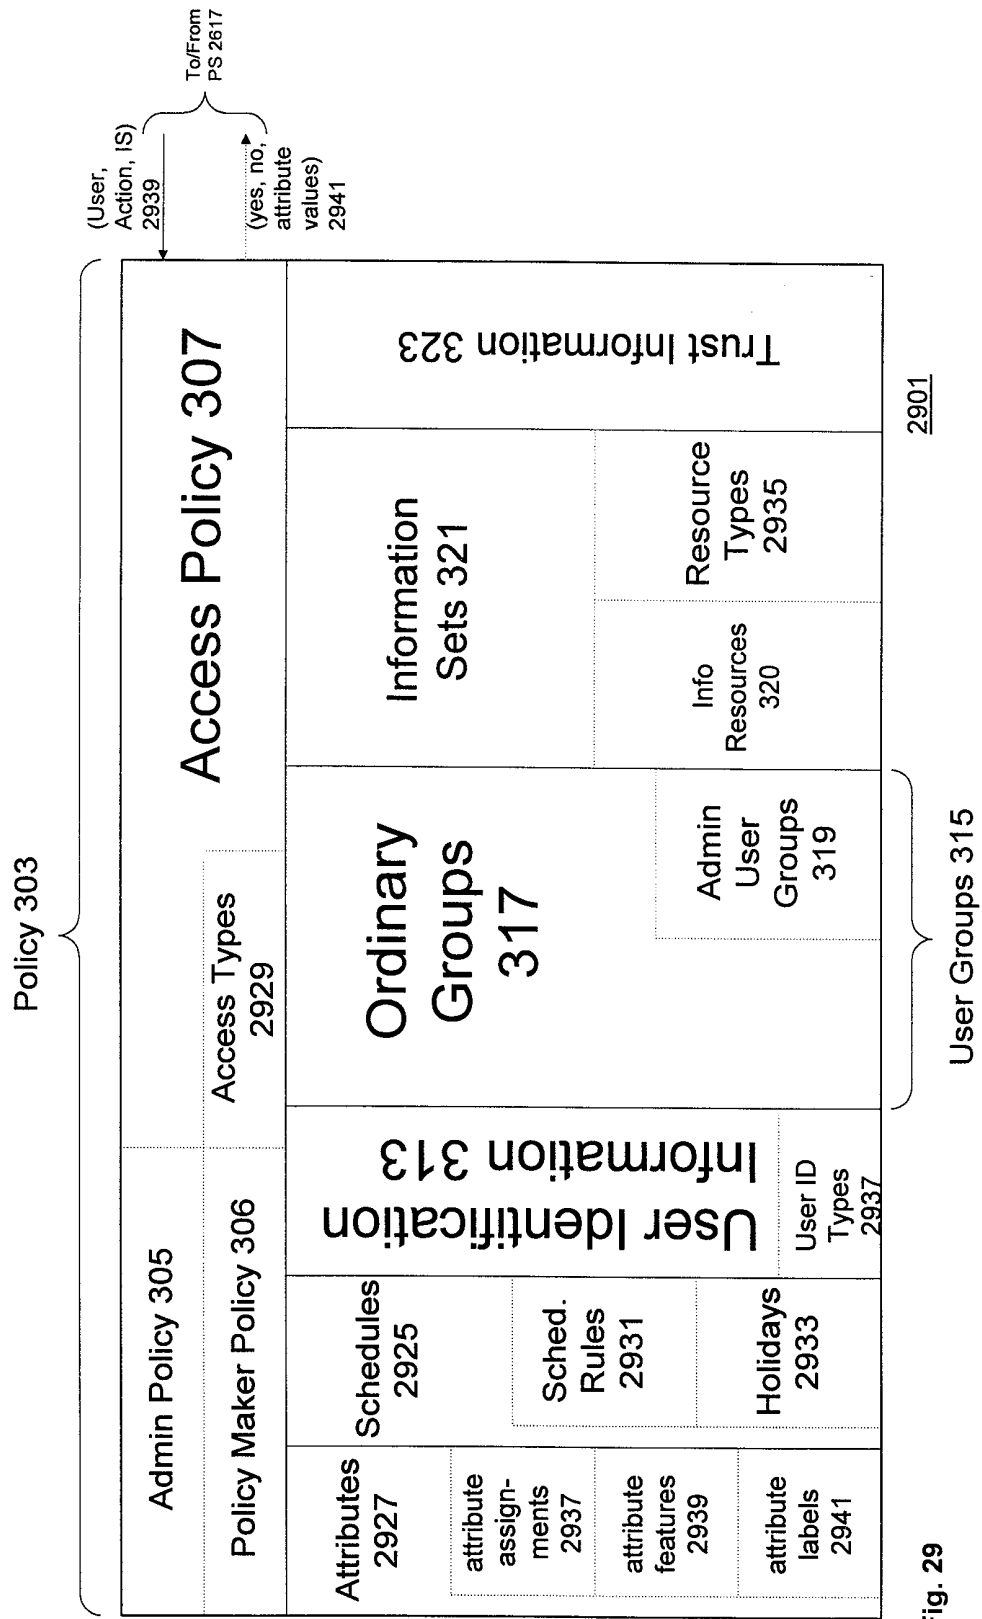 Policy 303
To/From
PS 2617
(User,
Action, IS)
2939
(yes, no,
attribute
values)
2941
Admin Policy 305
Policy Maker Policy 306
Access Types
2929
Access Policy 307
Attributes
2927
attribute
assign-
ments
2937
attribute
features
2939
attribute
labels
2941
Schedules
2925
Sched.
Rules
2931
Holidays
2933
User Identification
Information 313
User ID
Types
2937
Ordinary
Groups
317
Admin
User
Groups
319
Information
Sets 321
Info
Resources
320
Resource
Types
2935
Trust Information 323
User Groups 315
2901
Fig. 29